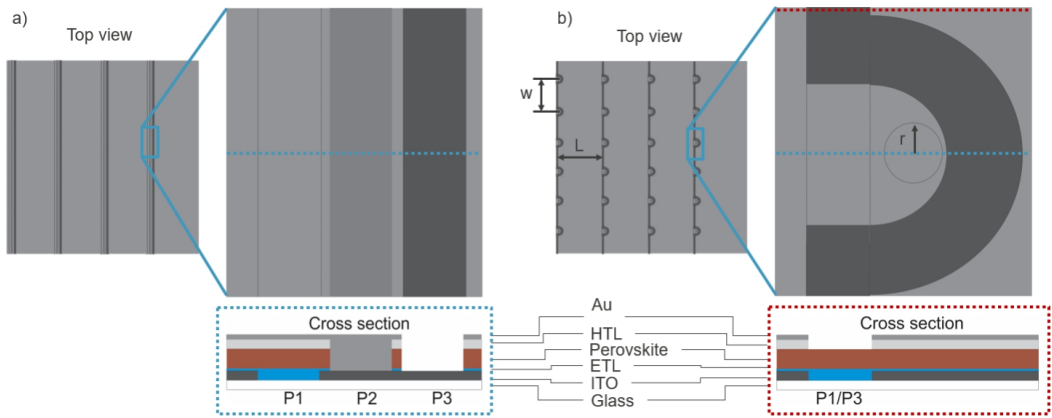 a)
Top view
Cross section
P1 P2 P3
Au
HTL
Perovskite
ETL
ITO
Glass
b)
Top view
w
L
r
Cross section
P1/P3